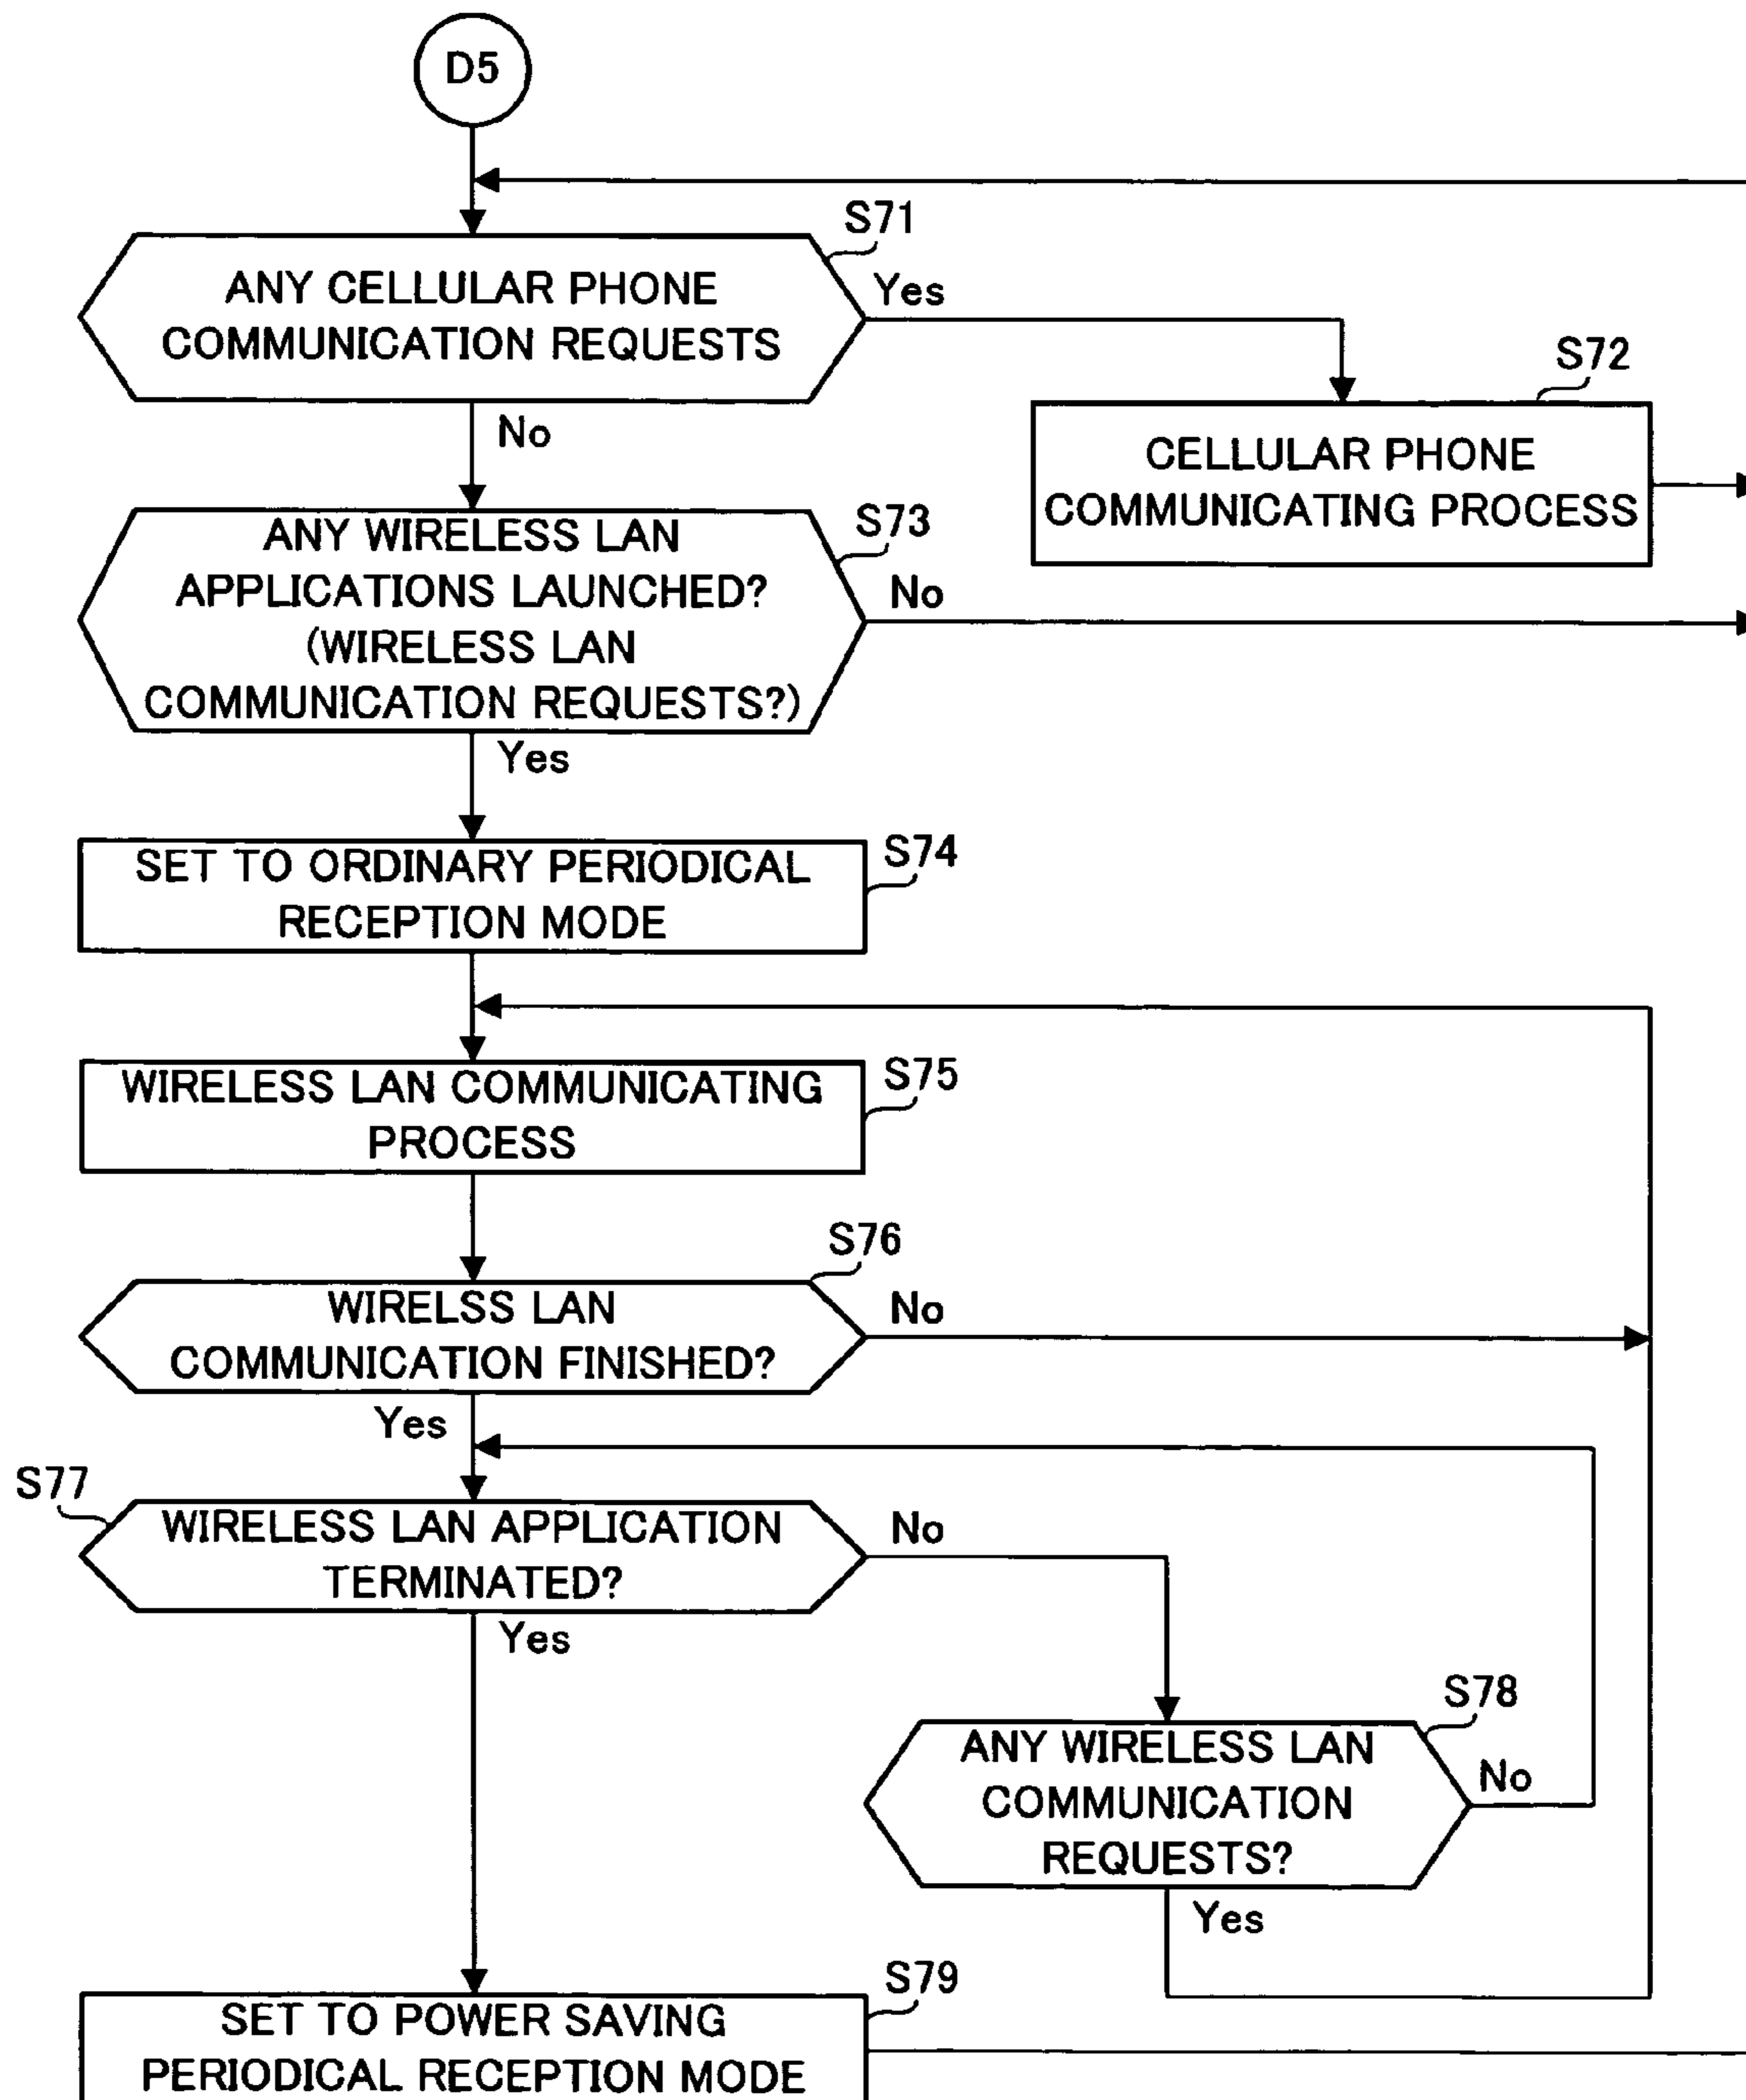 D5
S71
ANY CELLULAR PHONE
COMMUNICATION REQUESTS
Yes
No
S72
CELLULAR PHONE
COMMUNICATING PROCESS
S73
ANY WIRELESS LAN
APPLICATIONS LAUNCHED?
(WIRELESS LAN
COMMUNICATION REQUESTS?)
No
Yes
S74
SET TO ORDINARY PERIODICAL
RECEPTION MODE
S75
WIRELESS LAN COMMUNICATING
PROCESS
S76
WIRELSS LAN
COMMUNICATION FINISHED?
No
Yes
S77
WIRELESS LAN APPLICATION
TERMINATED?
No
Yes
S78
ANY WIRELESS LAN
COMMUNICATION
REQUESTS?
No
Yes
S79
SET TO POWER SAVING
PERIODICAL RECEPTION MODE